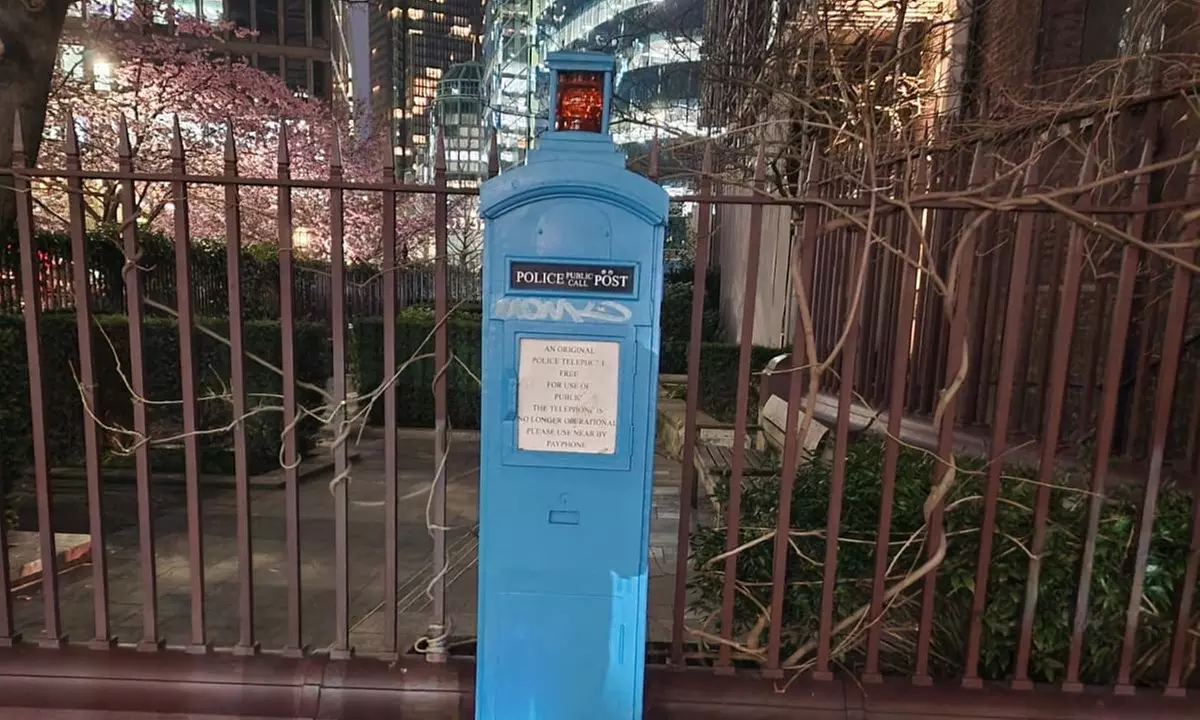 POLICE PUBLIC CALL POST
AN ORIGINAL
POLICE TELEPHONE
FREE
FOR USE OF
PUBLIC
THE TELEPHONE IS
NO LONGER OPERATIONAL
PLEASE USE NEAR BY
PAYPHONE